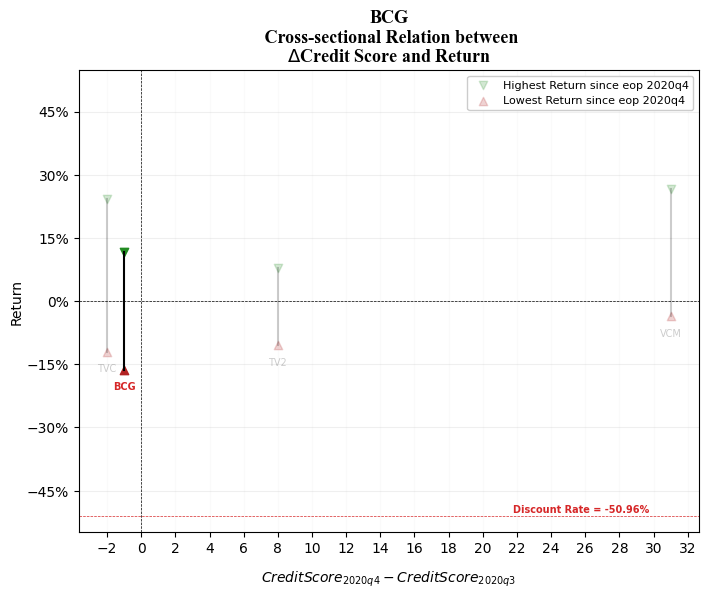 BCG
Cross-sectional Relation between
ΔCredit Score and Return
Highest Return since eop 2020q4
Lowest Return since eop 2020q4
45%
30%
15%
0%
−15%
−30%
−45%
Return
TVC
BCG
TV2
VCM
Discount Rate = -50.96%
−2 0 2 4 6 8 10 12 14 16 18 20 22 24 26 28 30 32
CreditScore2020q4 − CreditScore2020q3